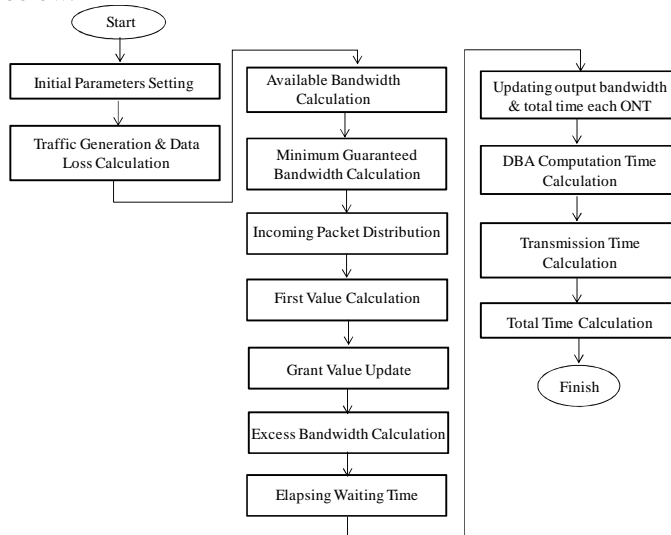 Start
Initial Parameters Setting
Traffic Generation & Data
Loss Calculation
Available Bandwidth
Calculation
Minimum Guaranteed
Bandwidth Calculation
Incoming Packet Distribution
First Value Calculation
Grant Value Update
Excess Bandwidth Calculation
Elapsing Waiting Time
Updating output bandwidth
& total time each ONT
DBA Computation Time
Calculation
Transmission Time
Calculation
Total Time Calculation
Finish